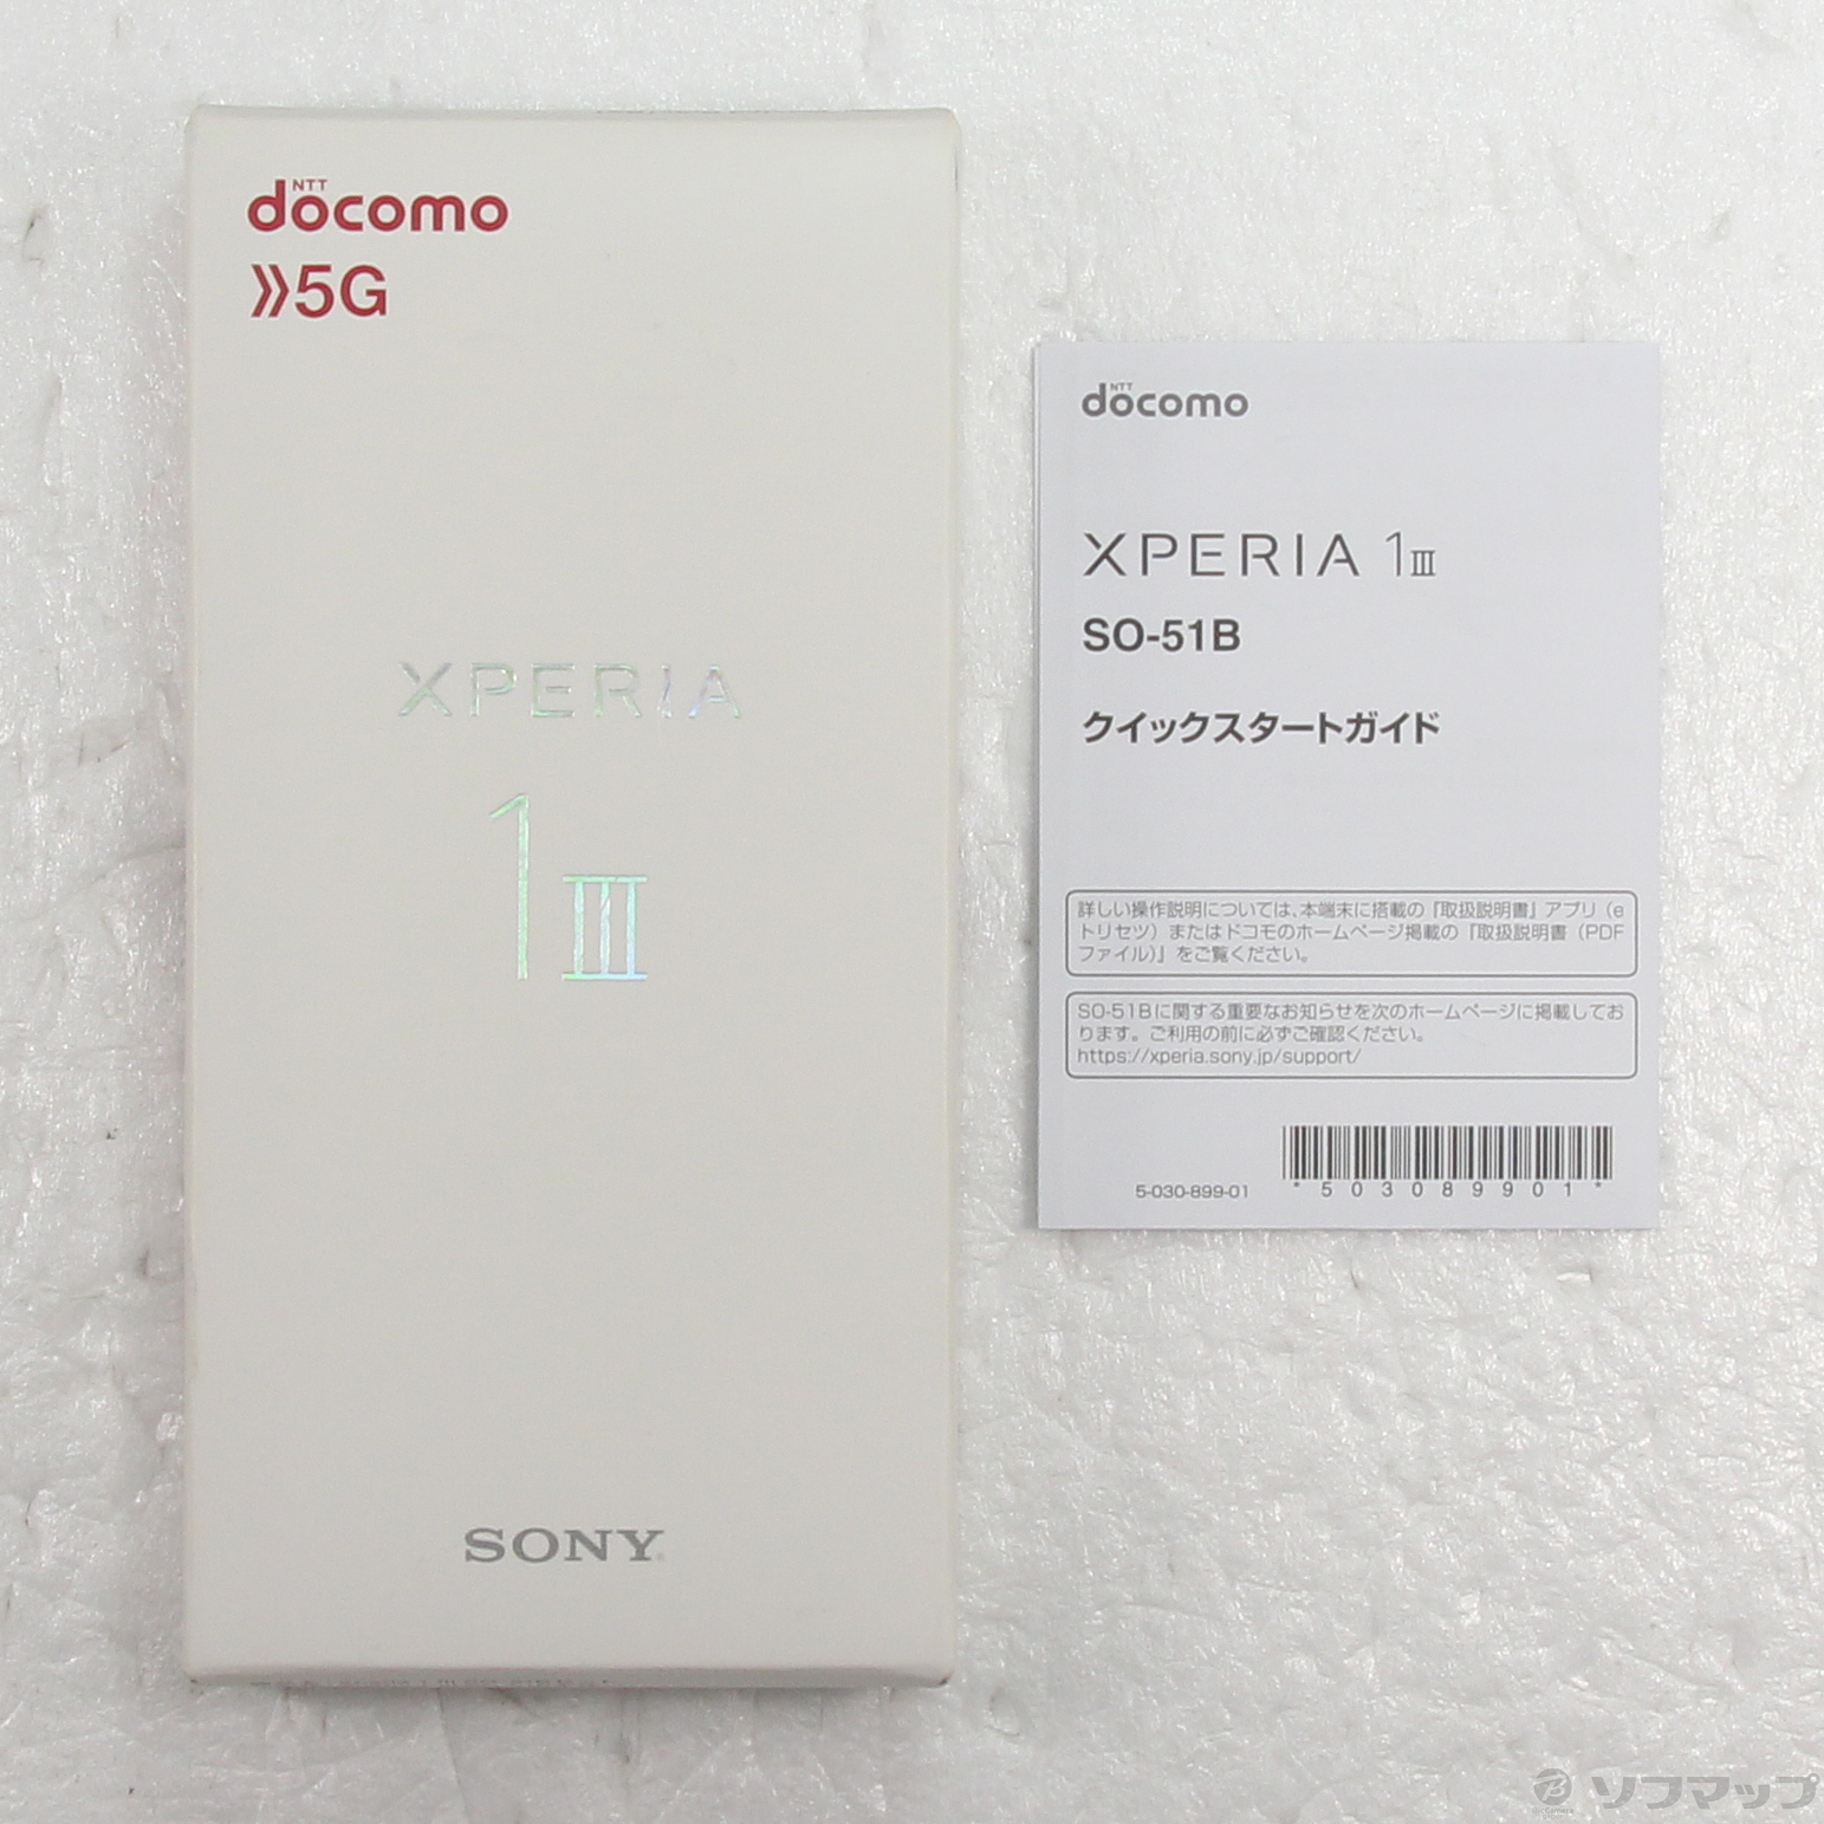 NTT
docomo
》5G
XPERIA
1III
SONY
NTT
docomo
XPERIA 1III
SO-51B
クイックスタートガイド
詳しい操作説明については、本端末に搭載の『取扱説明書』アプリ（e
トリセツ）またはドコモのホームページ掲載の『取扱説明書（PDF
ファイル）』をご覧ください。
SO-51Bに関する重要なお知らせを次のホームページに掲載してお
ります。ご利用の前に必ずご確認ください。
https://xperia.sony.jp/support/
5-030-899-01
*503089901*
ソフマップ